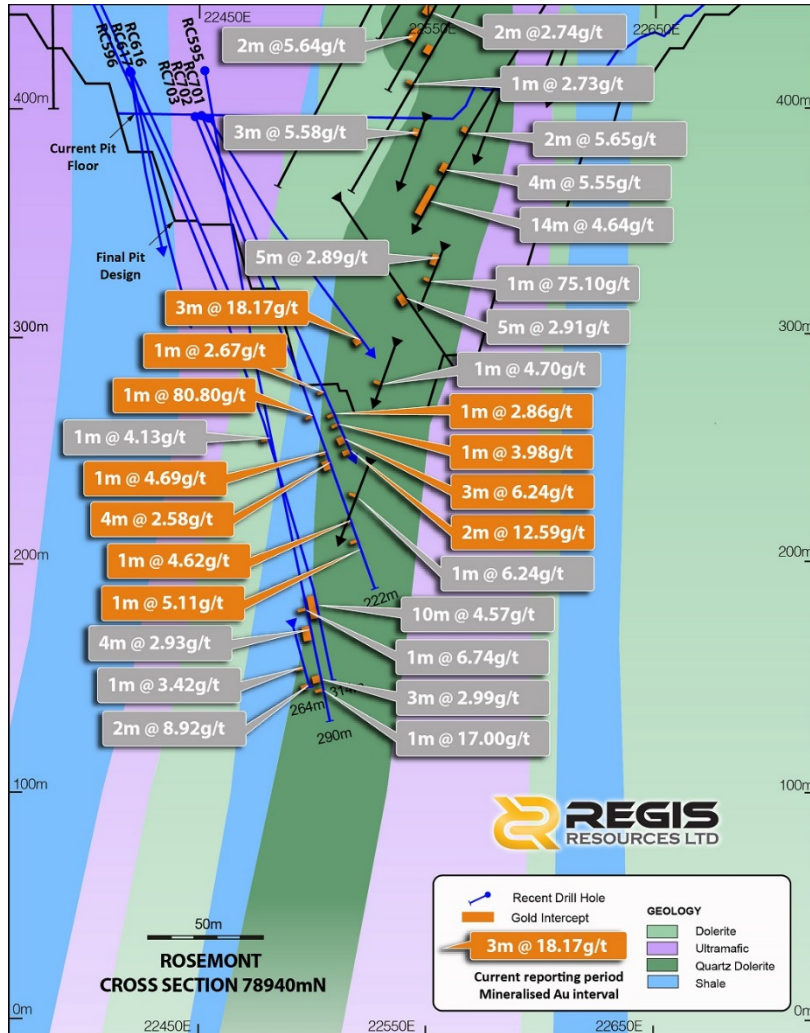 22450E
22550E
22650E
RC616
RC617
RC596
RC595
RC701
RC702
RC703
2m @5.64g/t
2m @2.74g/t
1m @ 2.73g/t
400m
400m
Current Pit
Floor
3m @ 5.58g/t
2m @ 5.65g/t
4m @ 5.55g/t
14m @ 4.64g/t
Final Pit
Design
5m @ 2.89g/t
1m @ 75.10g/t
3m @ 18.17g/t
5m @ 2.91g/t
300m
300m
1m @ 2.67g/t
1m @ 4.70g/t
1m @ 80.80g/t
1m @ 2.86g/t
1m @ 4.13g/t
1m @ 3.98g/t
1m @ 4.69g/t
3m @ 6.24g/t
4m @ 2.58g/t
2m @ 12.59g/t
1m @ 4.62g/t
200m
200m
1m @ 6.24g/t
1m @ 5.11g/t
222m
10m @ 4.57g/t
4m @ 2.93g/t
1m @ 6.74g/t
1m @ 3.42g/t
314m
3m @ 2.99g/t
264m
2m @ 8.92g/t
290m
1m @ 17.00g/t
100m
100m
REGIS
RESOURCES LTD
Recent Drill Hole
Gold Intercept
3m @ 18.17g/t
Current reporting period
Mineralised Au interval
GEOLOGY
Dolerite
Ultramafic
Quartz Dolerite
Shale
50m
ROSEMONT
CROSS SECTION 78940mN
0m
0m
22450E
22550E
22650E